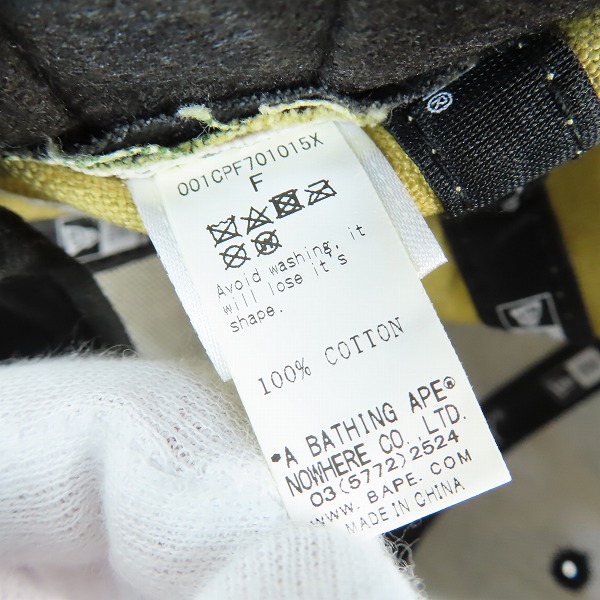 001CPF701015X
F
Avoid washing, it
will lose it's
shape.
100% COTTON
*A BATHING APE®
NOWHERE CO. LTD.
03(5772)2524
WWW.BAPE.COM
MADE IN CHINA
®